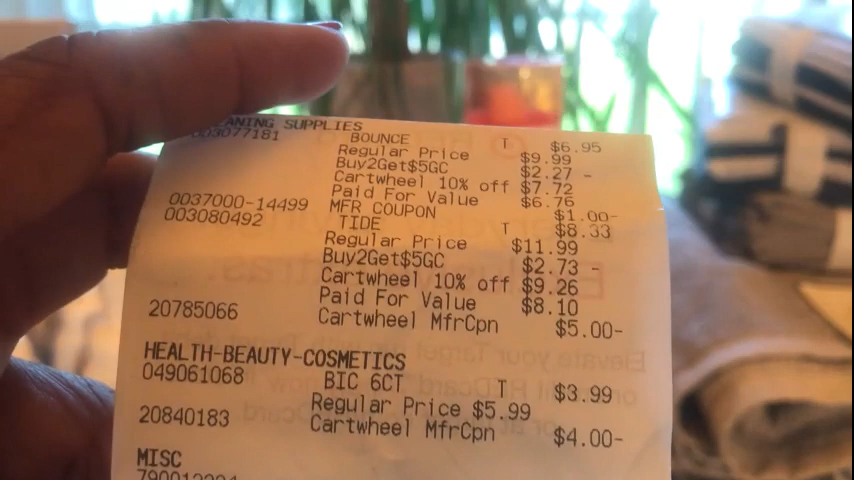 CLEANING SUPPLIES
003077181 BOUNCE T $6.95
Regular Price $9.99
Buy2Get$5GC $2.27 -
Cartwheel 10% off $7.72
Paid For Value $6.76
0037000-14499 MFR COUPON $1.00-
003080492 TIDE T $8.33
Regular Price $11.99
Buy2Get$5GC $2.73 -
Cartwheel 10% off $9.26
Paid For Value $8.10
20785066 Cartwheel MfrCpn $5.00-
HEALTH-BEAUTY-COSMETICS
049061068 BIC 6CT T $3.99
Regular Price $5.99
20840183 Cartwheel MfrCpn $4.00-
MISC